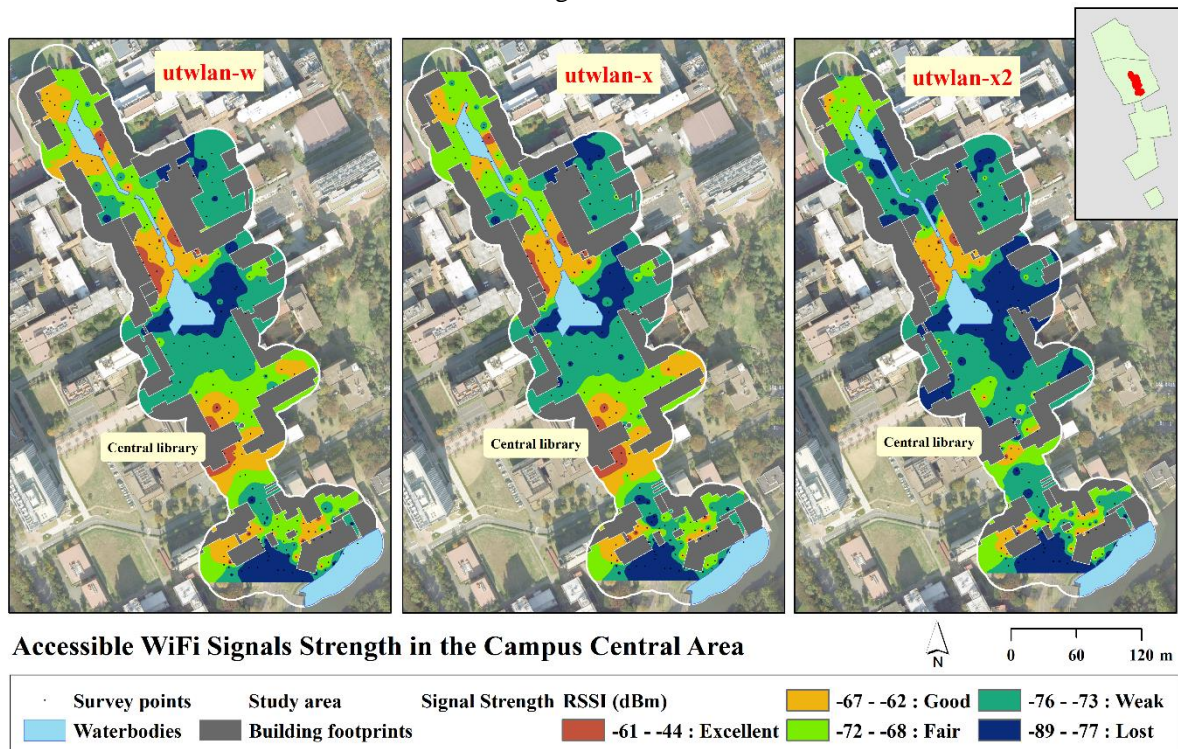 utwlan-w
utwlan-x
utwlan-x2
Central library
Central library
Central library
Accessible WiFi Signals Strength in the Campus Central Area
N
0 60 120 m
Survey points Study area Signal Strength RSSI (dBm) -67 - -62 : Good -76 - -73 : Weak
Waterbodies Building footprints -61 - -44 : Excellent -72 - -68 : Fair -89 - -77 : Lost